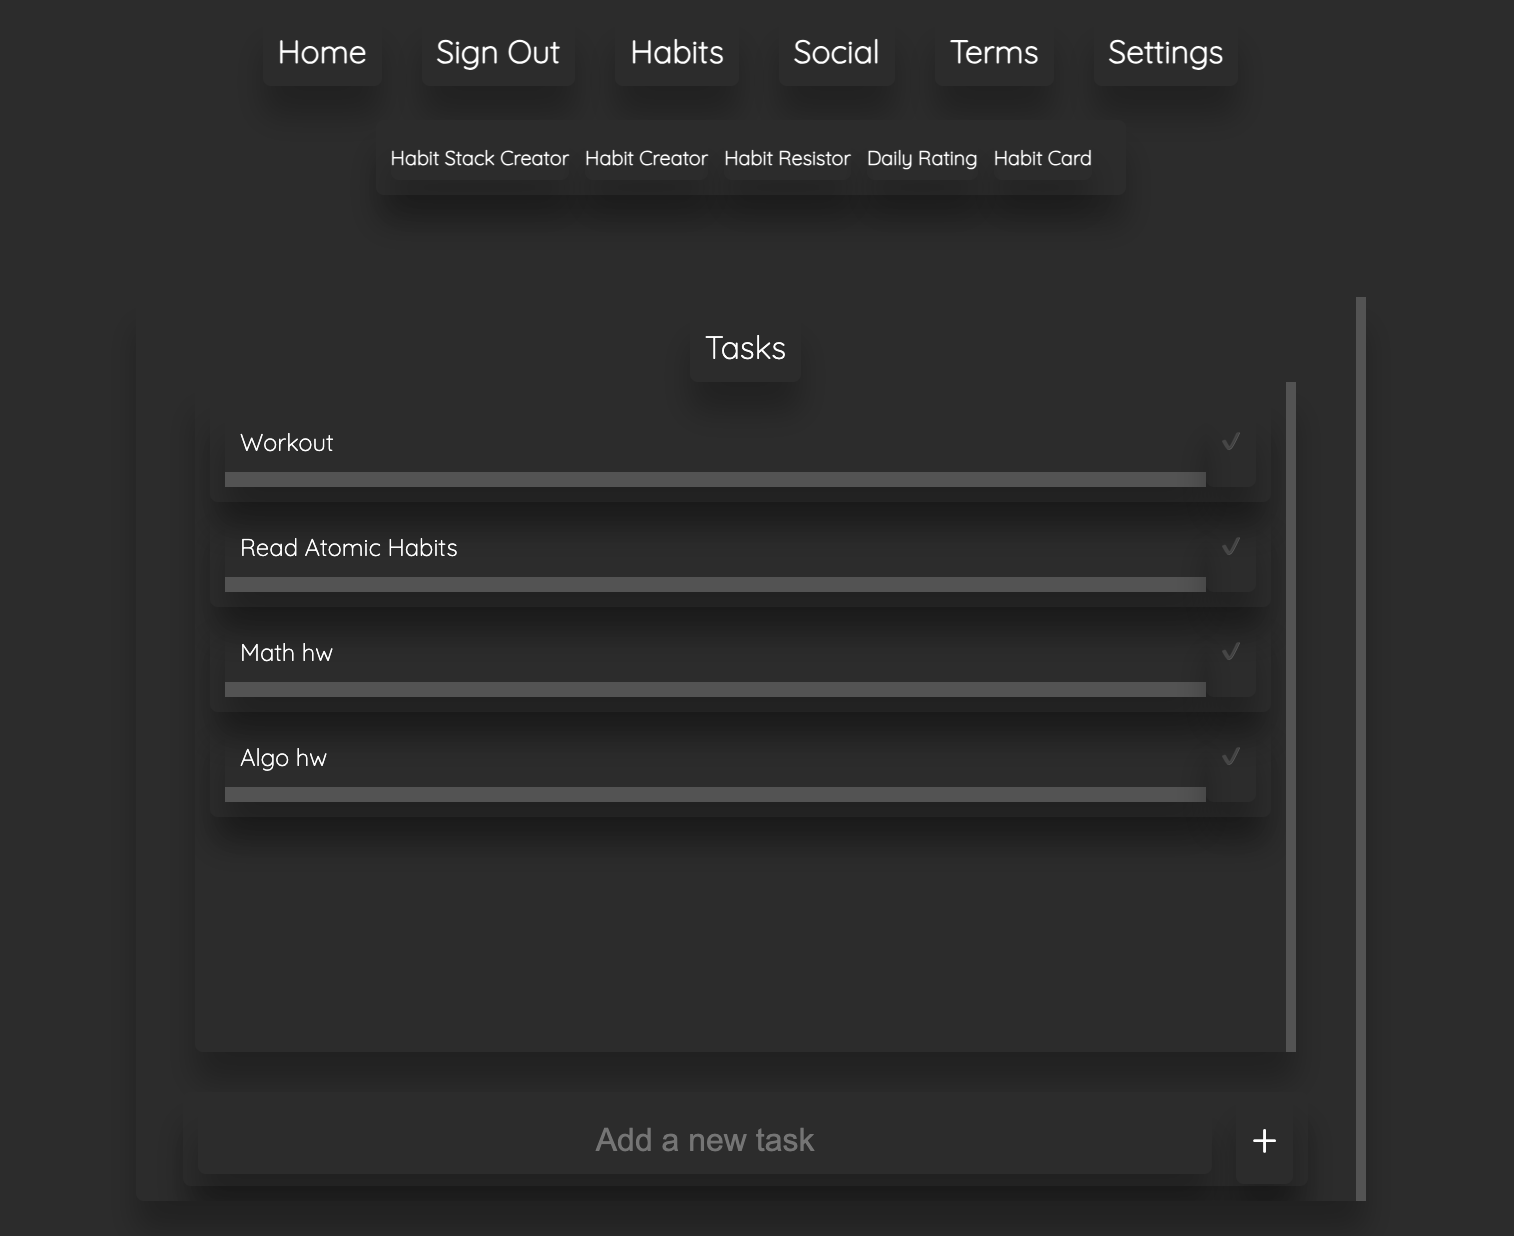 Home Sign Out Habits Social Terms Settings
Habit Stack Creator Habit Creator Habit Resistor Daily Rating Habit Card
Tasks
Workout ✓
Read Atomic Habits ✓
Math hw ✓
Algo hw ✓
Add a new task +